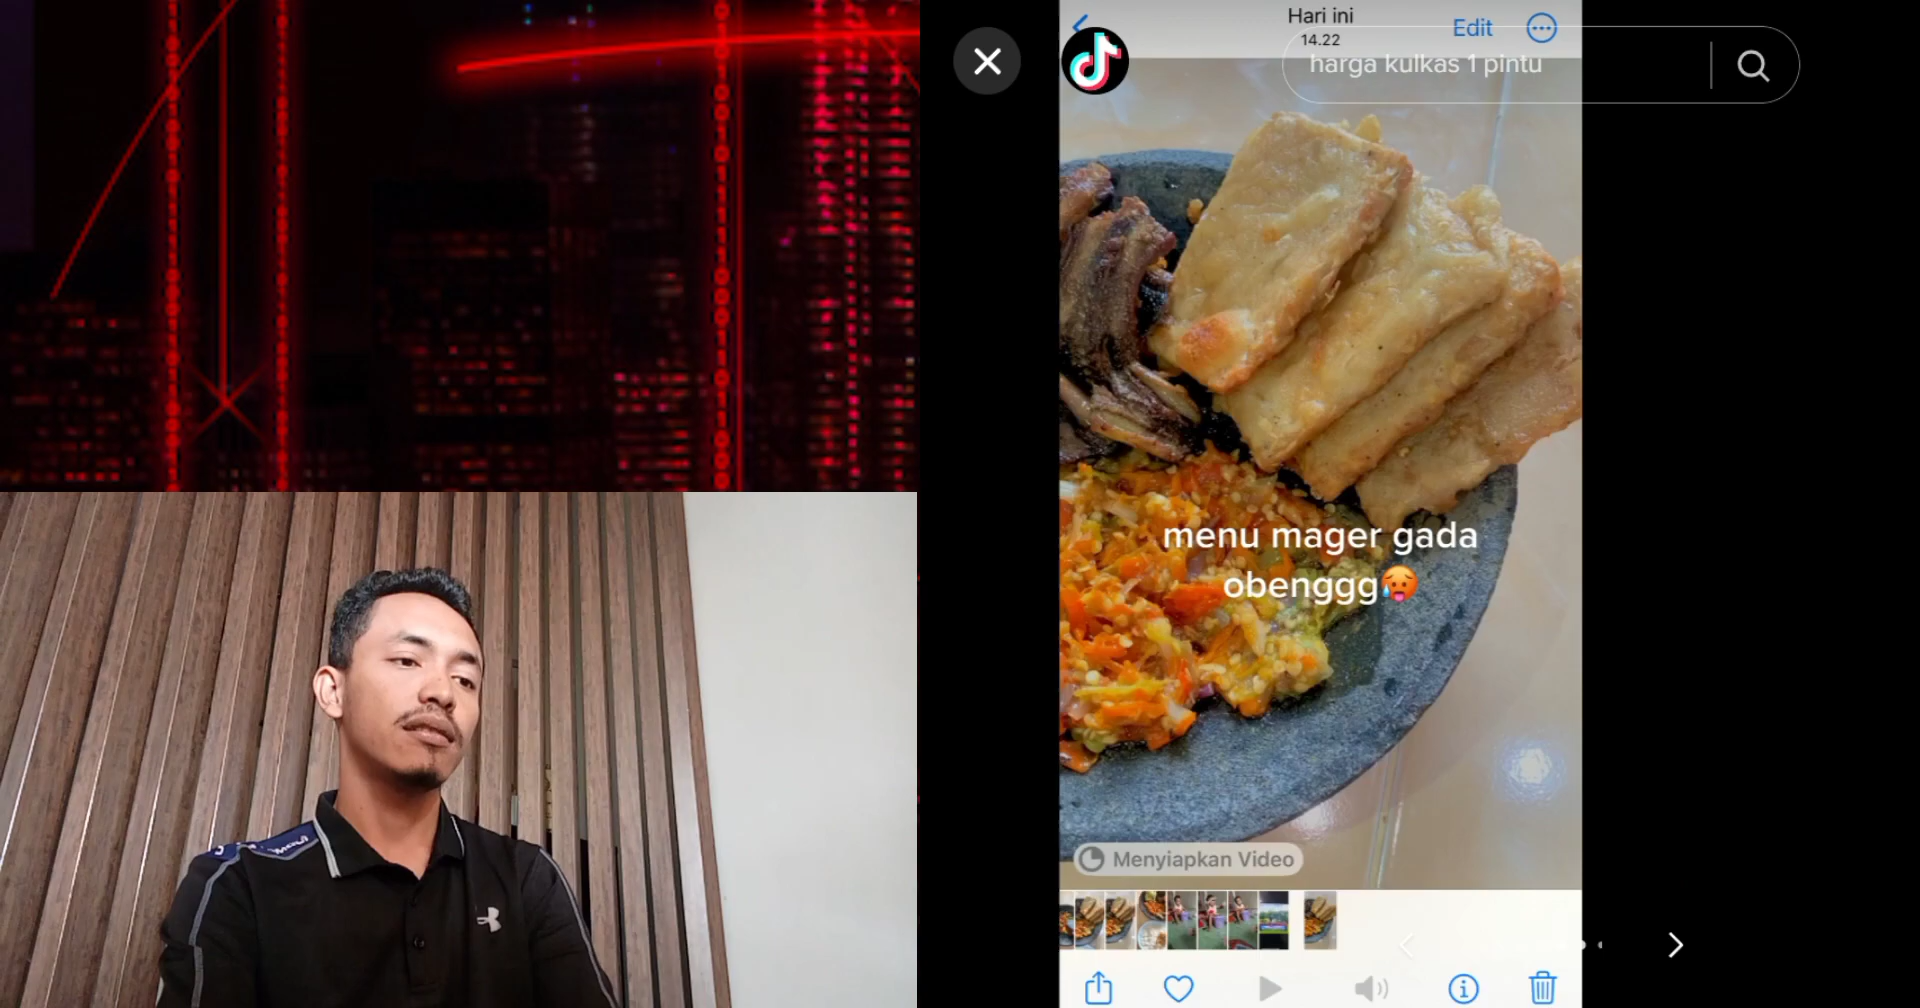 Hari ini
14.22
Edit
harga kulkas 1 pintu
menu mager gada
obenggg🥵
Menyiapkan Video